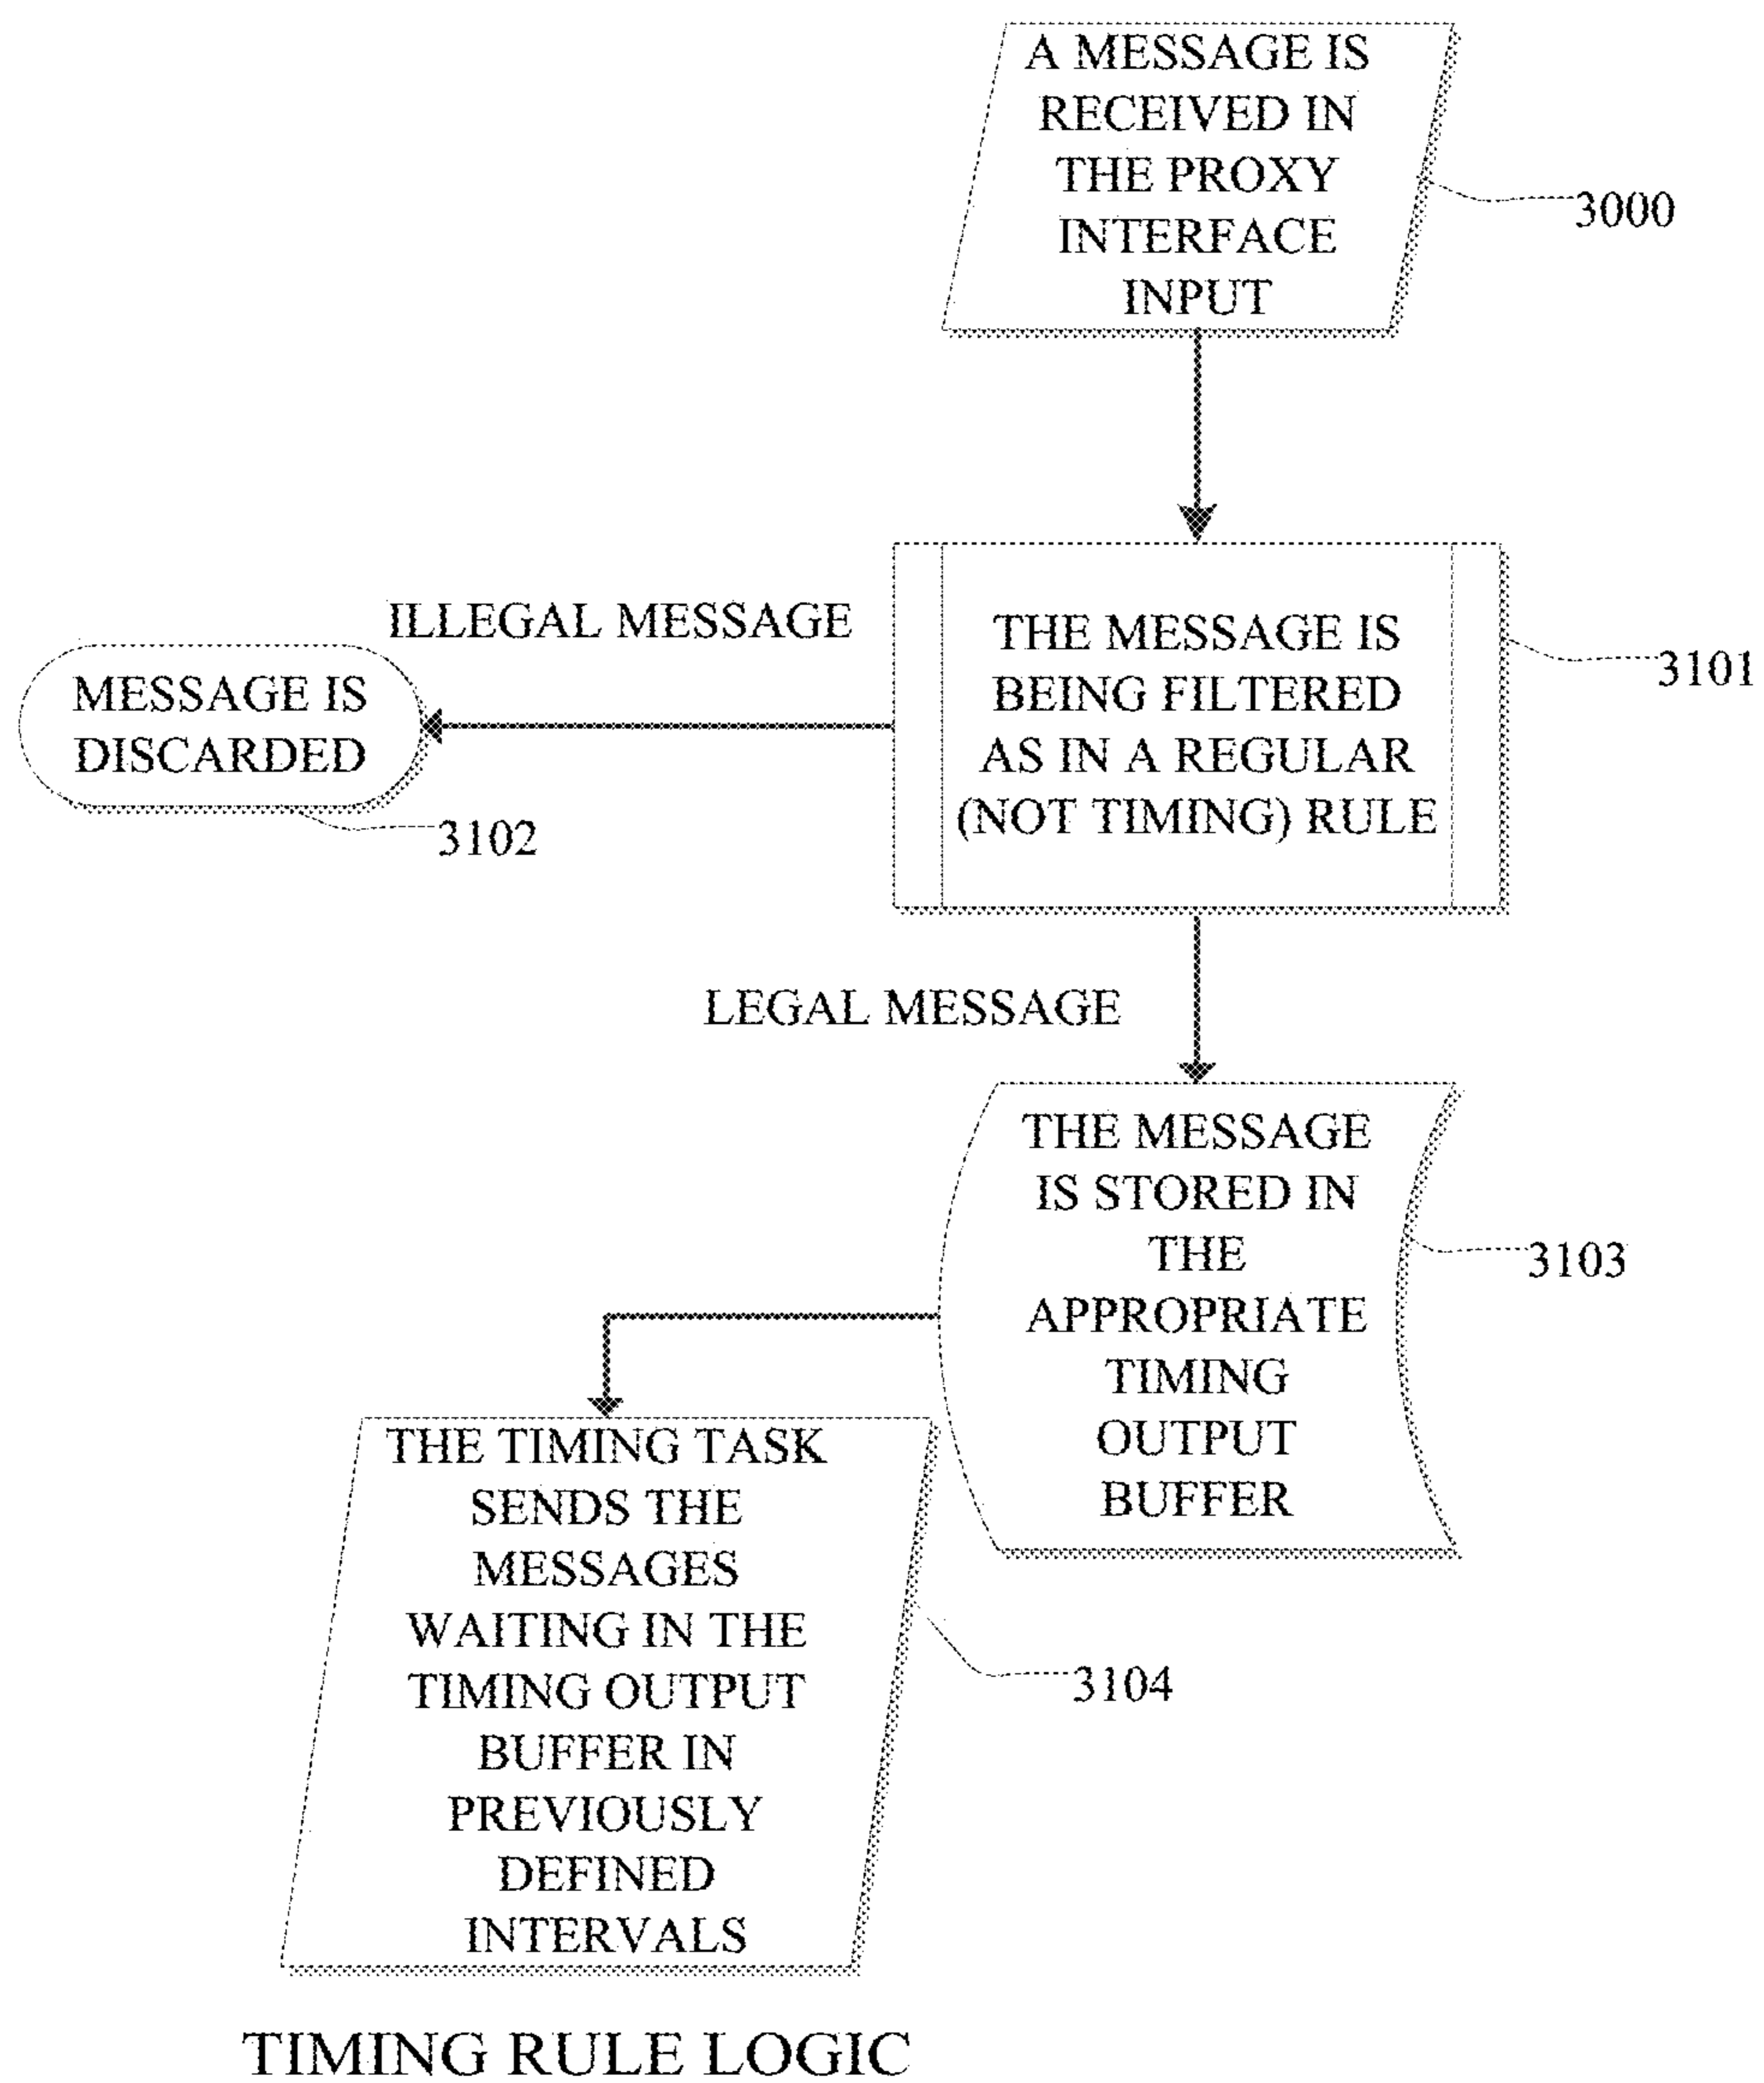 A MESSAGE IS
RECEIVED IN
THE PROXY
INTERFACE
INPUT
3000
ILLEGAL MESSAGE
THE MESSAGE IS
BEING FILTERED
AS IN A REGULAR
(NOT TIMING) RULE
3101
MESSAGE IS
DISCARDED
3102
LEGAL MESSAGE
THE MESSAGE
IS STORED IN
THE
APPROPRIATE
TIMING
OUTPUT
BUFFER
3103
THE TIMING TASK
SENDS THE
MESSAGES
WAITING IN THE
TIMING OUTPUT
BUFFER IN
PREVIOUSLY
DEFINED
INTERVALS
3104
TIMING RULE LOGIC